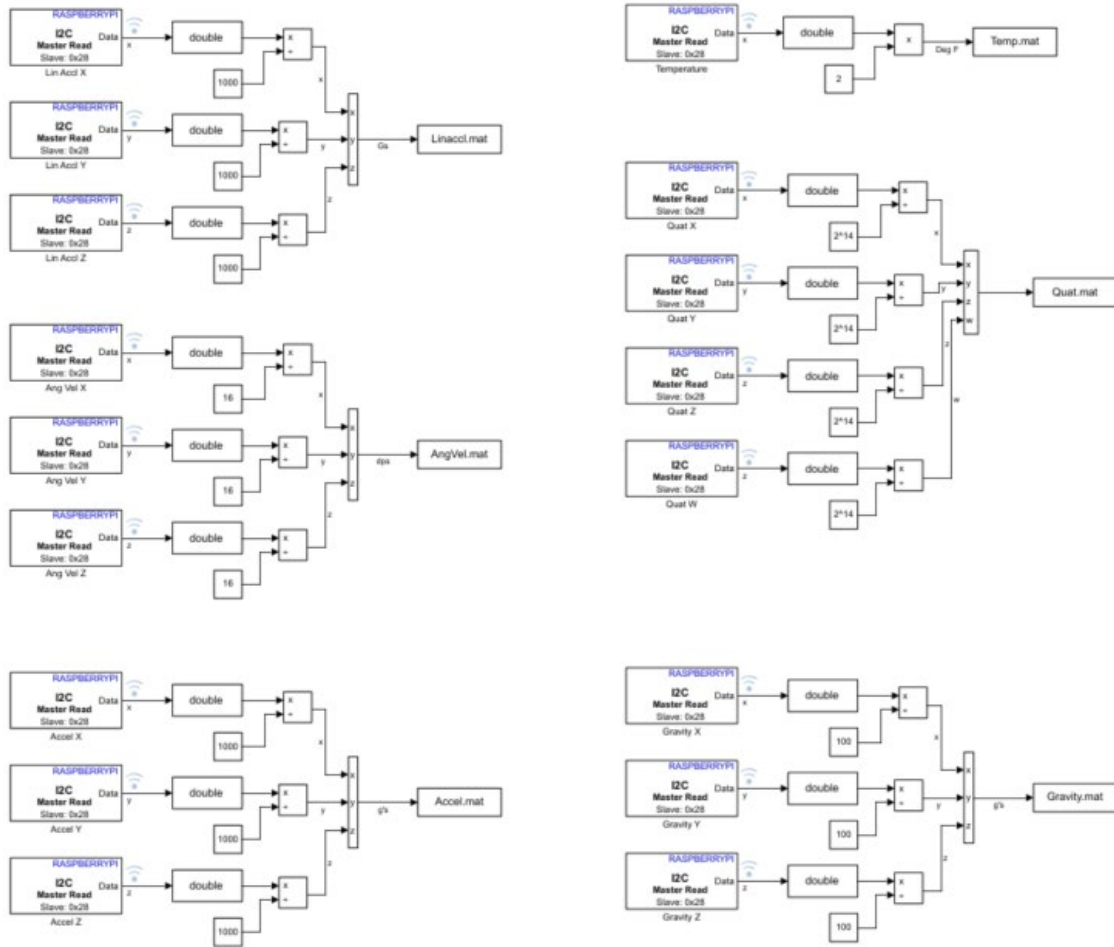 RASPBERRYPI
I2C
Master Read
Slave: 0x28
Data
x
Lin Accl X
double
1000
x
÷
x
RASPBERRYPI
I2C
Master Read
Slave: 0x28
Data
y
Lin Accl Y
double
1000
x
÷
y
RASPBERRYPI
I2C
Master Read
Slave: 0x28
Data
z
Lin Accl Z
double
1000
x
÷
z
x
y
z
Gs
Linaccl.mat
RASPBERRYPI
I2C
Master Read
Slave: 0x28
Data
x
Ang Vel X
double
16
x
÷
x
RASPBERRYPI
I2C
Master Read
Slave: 0x28
Data
y
Ang Vel Y
double
16
x
÷
y
RASPBERRYPI
I2C
Master Read
Slave: 0x28
Data
z
Ang Vel Z
double
16
x
÷
z
x
y
z
dps
AngVel.mat
RASPBERRYPI
I2C
Master Read
Slave: 0x28
Data
x
Accel X
double
1000
x
÷
x
RASPBERRYPI
I2C
Master Read
Slave: 0x28
Data
y
Accel Y
double
1000
x
÷
y
RASPBERRYPI
I2C
Master Read
Slave: 0x28
Data
z
Accel Z
double
1000
x
÷
z
x
y
z
g's
Accel.mat
RASPBERRYPI
I2C
Master Read
Slave: 0x28
Data
x
Temperature
double
2
x
Deg F
Temp.mat
RASPBERRYPI
I2C
Master Read
Slave: 0x28
Data
x
Quat X
double
2^14
x
÷
x
RASPBERRYPI
I2C
Master Read
Slave: 0x28
Data
y
Quat Y
double
2^14
x
÷
y
RASPBERRYPI
I2C
Master Read
Slave: 0x28
Data
z
Quat Z
double
2^14
x
÷
z
RASPBERRYPI
I2C
Master Read
Slave: 0x28
Data
z
Quat W
double
2^14
x
÷
w
x
y
z
w
Quat.mat
RASPBERRYPI
I2C
Master Read
Slave: 0x28
Data
x
Gravity X
double
100
x
÷
x
RASPBERRYPI
I2C
Master Read
Slave: 0x28
Data
y
Gravity Y
double
100
x
÷
y
RASPBERRYPI
I2C
Master Read
Slave: 0x28
Data
z
Gravity Z
double
100
x
÷
z
x
y
z
g's
Gravity.mat